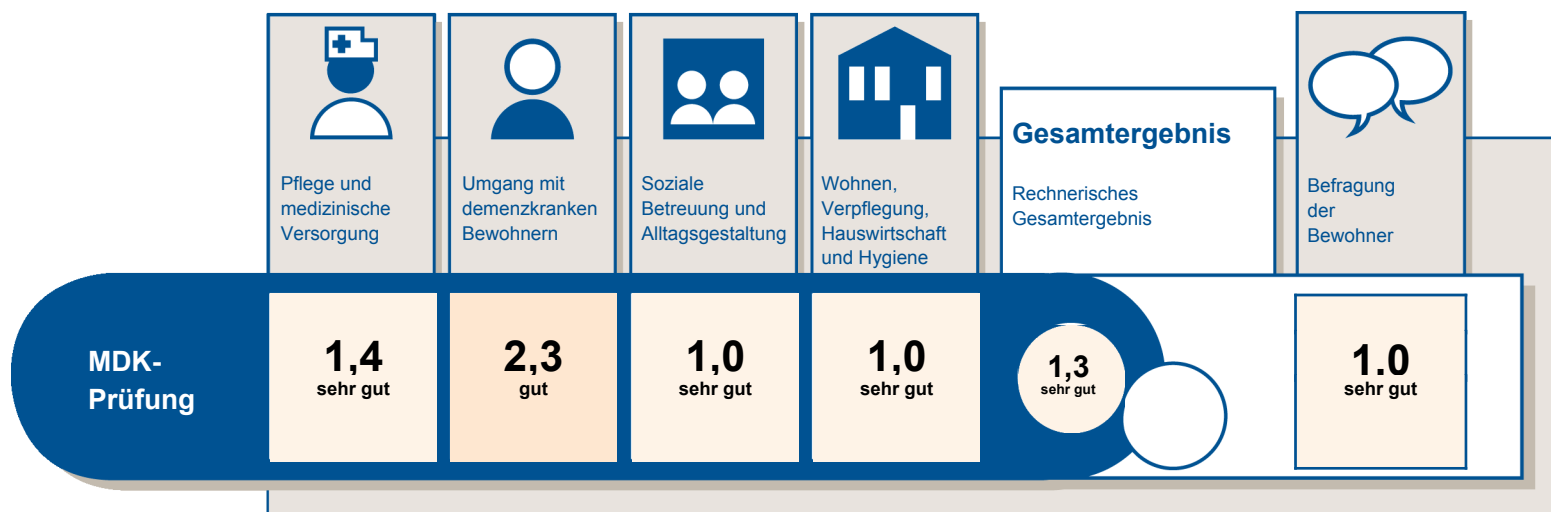 Pflege und
medizinische
Versorgung
Umgang mit
demenzkranken
Bewohnern
Soziale
Betreuung und
Alltagsgestaltung
Wohnen,
Verpflegung,
Hauswirtschaft
und Hygiene
Gesamtergebnis
Rechnerisches
Gesamtergebnis
Befragung
der
Bewohner
MDK-
Prüfung
1,4
sehr gut
2,3
gut
1,0
sehr gut
1,0
sehr gut
1,3
sehr gut
1.0
sehr gut